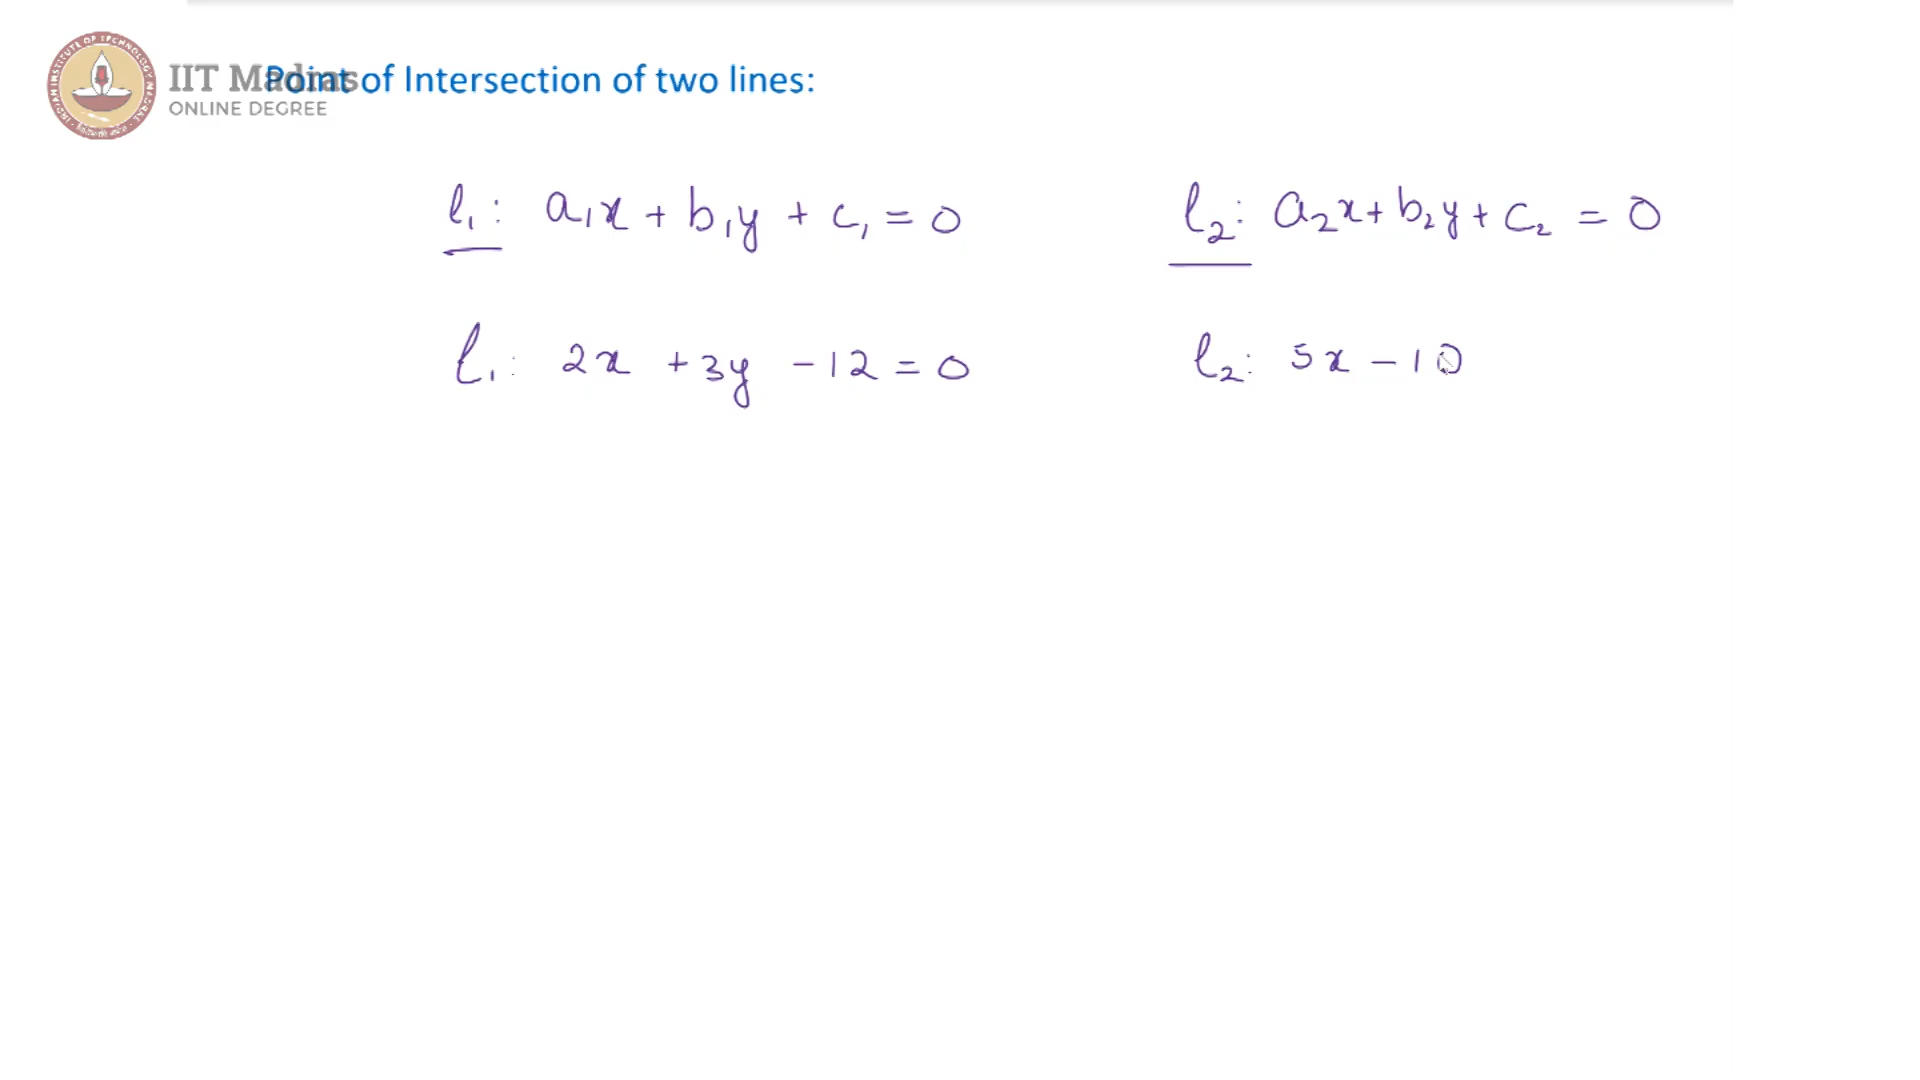 IIT Madras
ONLINE DEGREE
Point of Intersection of two lines:
l₁: a₁x + b₁y + c₁ = 0
l₂: a₂x + b₂y + c₂ = 0
l₁: 2x + 3y - 12 = 0
l₂: 5x - 10